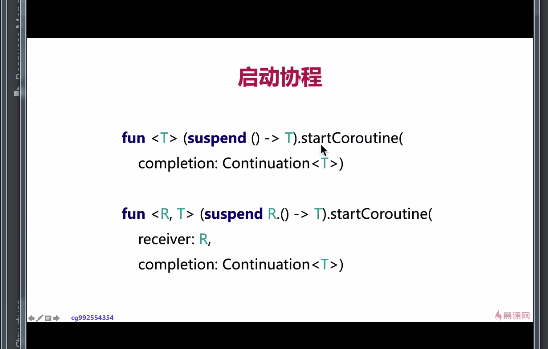 启动协程
fun <T> (suspend () -> T).startCoroutine(
completion: Continuation<T>)
fun <R, T> (suspend R.() -> T).startCoroutine(
receiver: R,
completion: Continuation<T>)
cg992554354
慕课网